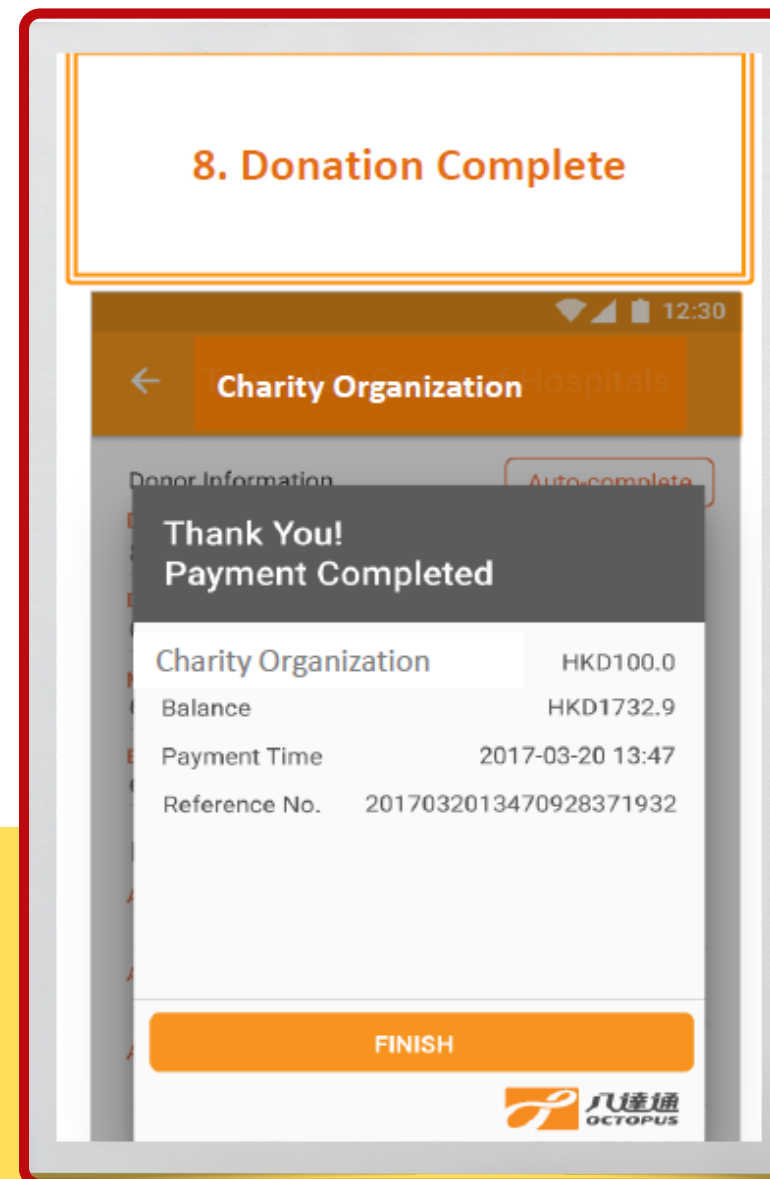 8. Donation Complete
12:30
Charity Organization Hospitals
Donor Information Auto-complete
Thank You!
Payment Completed
Charity Organization HKD100.0
Balance HKD1732.9
Payment Time 2017-03-20 13:47
Reference No. 2017032013470928371932
FINISH
八達通
OCTOPUS